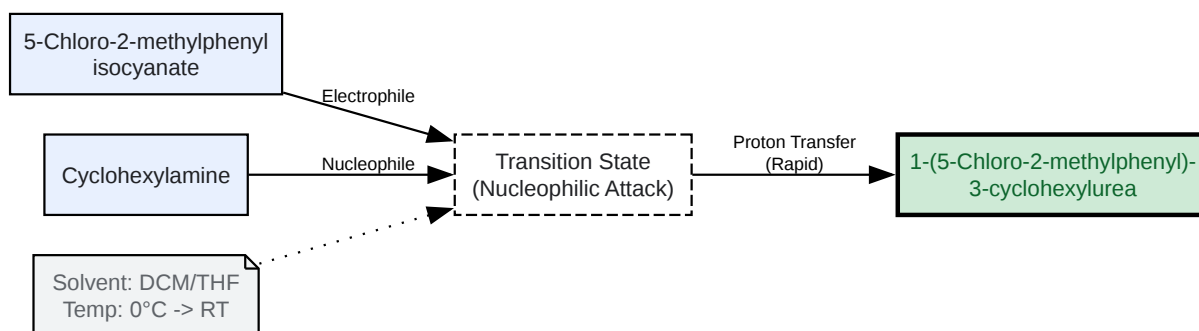 5-Chloro-2-methylphenyl
isocyanate
Electrophile
Cyclohexylamine
Nucleophile
Transition State
(Nucleophilic Attack)
Proton Transfer
(Rapid)
1-(5-Chloro-2-methylphenyl)-
3-cyclohexylurea
Solvent: DCM/THF
Temp: 0°C -> RT